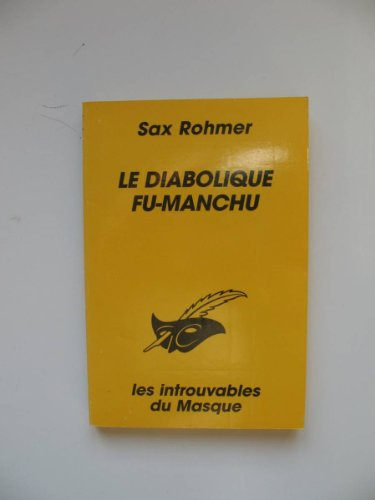 Sax Rohmer
LE DIABOLIQUE
FU-MANCHU
les introuvables
du Masque